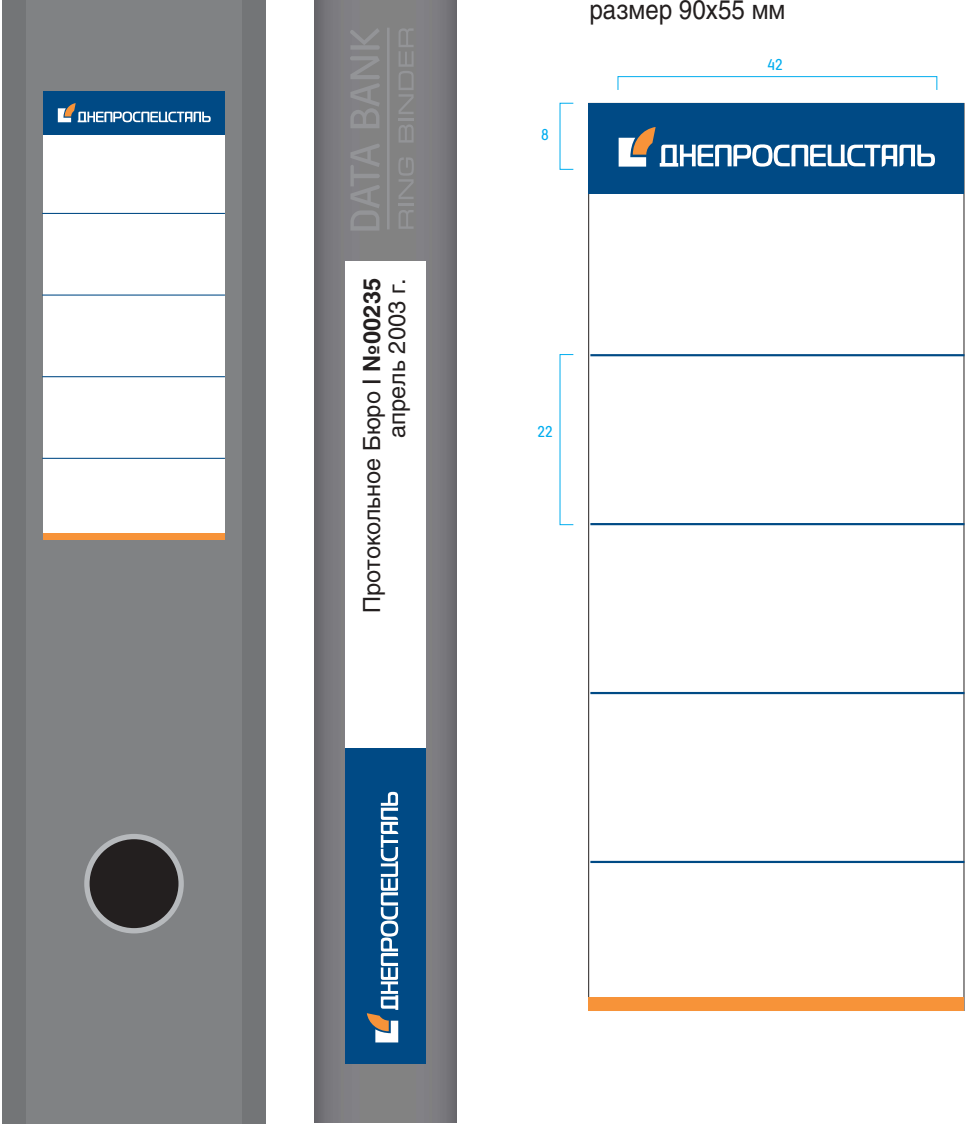 ДНЕПРОСПЕЦСТАЛЬ
DATA BANK
RING BINDER
Протокольное Бюро I №00235
апрель 2003 г.
ДНЕПРОСПЕЦСТАЛЬ
размер 90х55 мм
42
8
ДНЕПРОСПЕЦСТАЛЬ
22